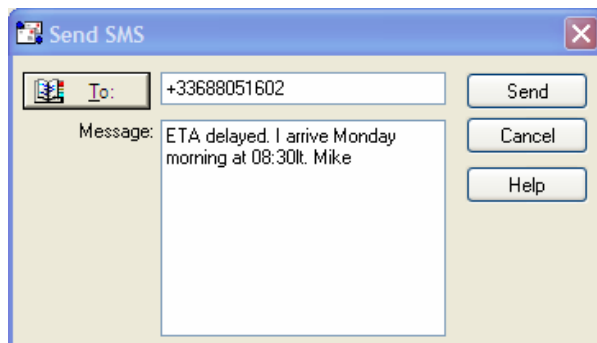 Send SMS
To: +33688051602 Send
Message: ETA delayed. I arrive Monday Cancel
morning at 08:30lt. Mike
Help